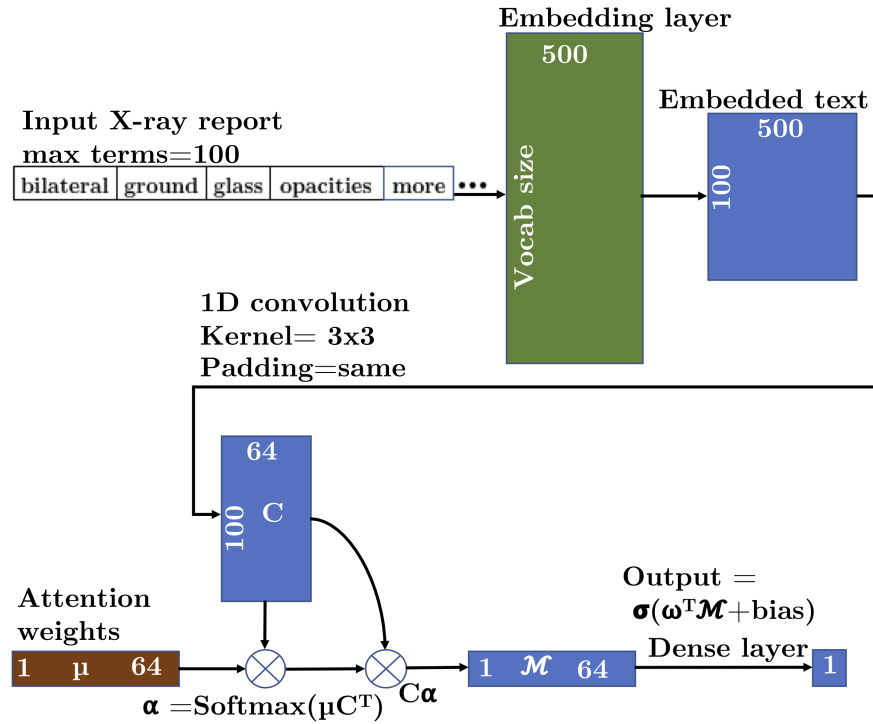 Embedding layer
500
Vocab size
Embedded text
500
100
Input X-ray report
max terms=100
bilateral ground glass opacities more ...
1D convolution
Kernel= 3x3
Padding=same
64
100
C
Attention
weights
1 μ 64
α =Softmax(μCᵀ)
Cα
1 ℳ 64
Output =
σ(ωᵀℳ+bias)
Dense layer
1